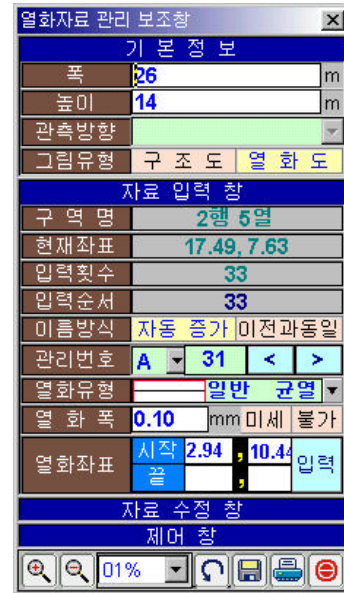 열화자료 관리 보조창
기 본 정 보
폭 26 m
높이 14 m
관측방향
그림유형 구 조 도 열 화 도
자료 입력 창
구 역 명 2행 5열
현재좌표 17.49, 7.63
입력횟수 33
입력순서 33
이름방식 자동 증가 이전과동일
관리번호 A 31 < >
열화유형 일반 균열
열 화 폭 0.10 mm 미세 불가
열화좌표 시작 2.94 , 10.44 입력
끝 ,
자료 수정 창
제어 창
01%